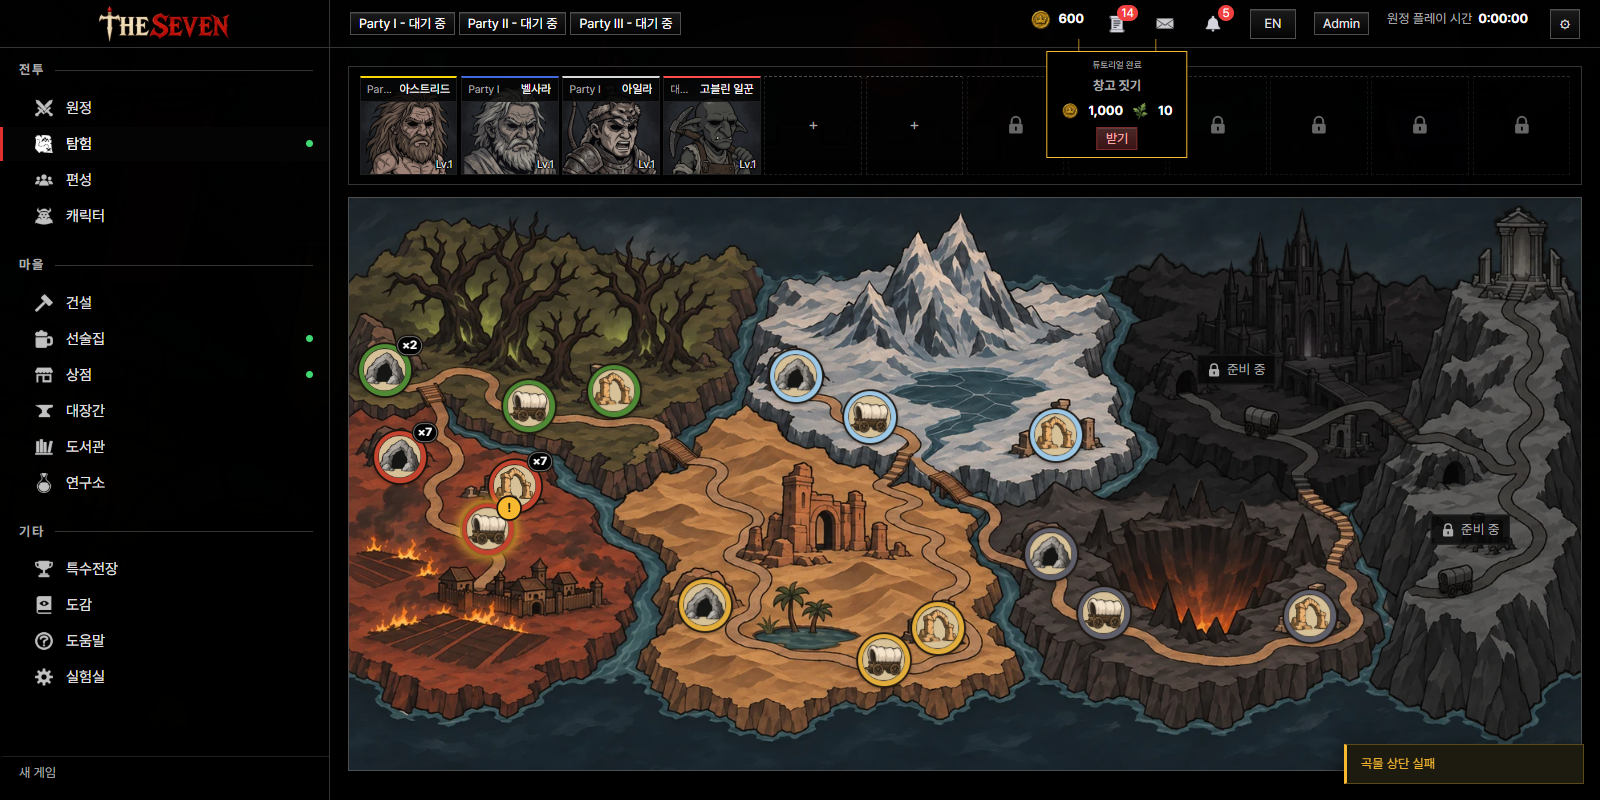 THE SEVEN
Party I - 대기 중
Party II - 대기 중
Party III - 대기 중
600
14
5
EN
Admin
원정 플레이 시간 0:00:00
전투
원정
탐험
편성
캐릭터
마을
건설
선술집
상점
대장간
도서관
연구소
기타
특수전장
도감
도움말
실험실
새 게임
Par... 아스트리드
Lv.1
Party I 벨사라
Lv.1
Party I 아일라
Lv.1
대... 고블린 일꾼
Lv.1
+
+
튜토리얼 완료
창고 짓기
1,000 10
받기
×2
×7
×7
!
준비 중
준비 중
곡물 상단 실패